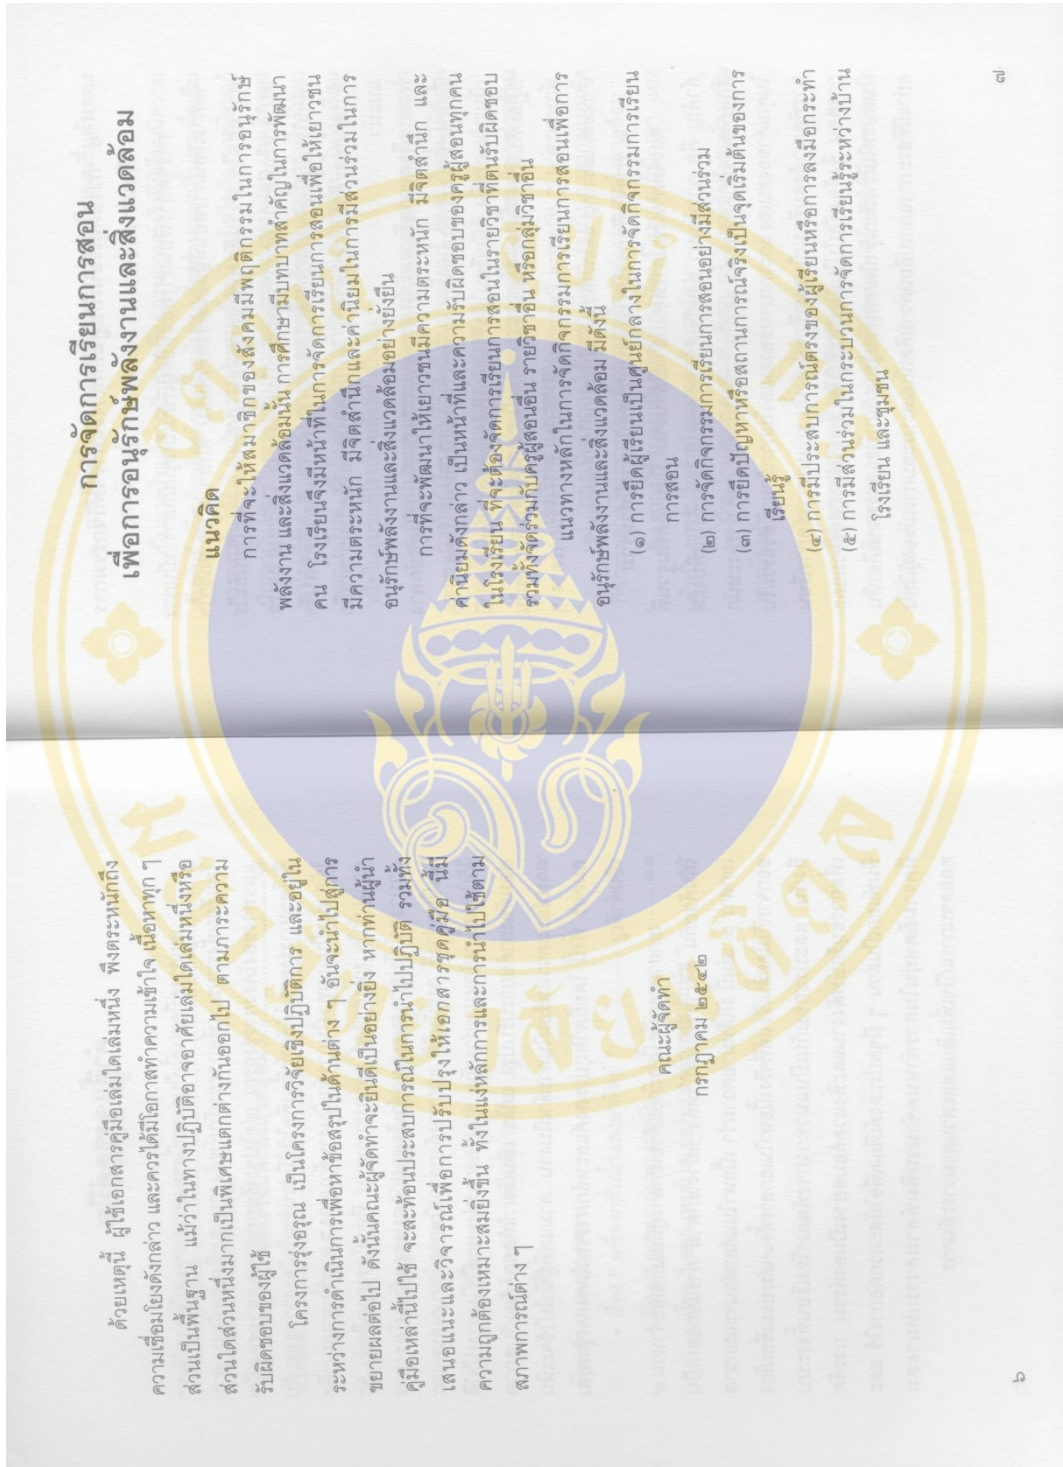 ด้วยเหตุนี้ ผู้ใช้เอกสารคู่มือเล่มใดเล่มหนึ่ง พึงตระหนักถึง
ความเชื่อมโยงดังกล่าว และควรได้มีโอกาสทำความเข้าใจ เนื้อหาทุก ๆ
ส่วนเป็นพื้นฐาน แม้ว่าในทางปฏิบัติอาจอาศัยเล่มใดเล่มหนึ่งหรือ
ส่วนใดส่วนหนึ่งมากเป็นพิเศษแตกต่างกันออกไป ตามภาระความ
รับผิดชอบของผู้ใช้
โครงการรุ่งอรุณ เป็นโครงการวิจัยเชิงปฏิบัติการ และอยู่ใน
ระหว่างการดำเนินการเพื่อหาข้อสรุปในด้านต่าง ๆ อันจะนำไปสู่การ
ขยายผลต่อไป ดังนั้นคณะผู้จัดทำจะยินดีเป็นอย่างยิ่ง หากท่านผู้นำ
คู่มือเหล่านี้ไปใช้ จะสะท้อนประสบการณ์ในการนำไปปฏิบัติ รวมทั้ง
เสนอแนะและวิจารณ์เพื่อการปรับปรุงให้เอกสารชุดคู่มือ นี้มี
ความถูกต้องเหมาะสมยิ่งขึ้น ทั้งในแง่หลักการและการนำไปใช้ตาม
สภาพการณ์ต่าง ๆ
คณะผู้จัดทำ
กรกฎาคม ๒๕๔๒
๖
การจัดการเรียนการสอน
เพื่อการอนุรักษ์พลังงานและสิ่งแวดล้อม
แนวคิด
การที่จะให้สมาชิกของสังคมมีพฤติกรรมในการอนุรักษ์
พลังงาน และสิ่งแวดล้อมนั้น การศึกษามีบทบาทสำคัญในการพัฒนา
คน โรงเรียนจึงมีหน้าที่ในการจัดการเรียนการสอนเพื่อให้เยาวชน
มีความตระหนัก มีจิตสำนึกและค่านิยมในการมีส่วนร่วมในการ
อนุรักษ์พลังงานและสิ่งแวดล้อมอย่างยั่งยืน
การที่จะพัฒนาให้เยาวชนมีความตระหนัก มีจิตสำนึก และ
ค่านิยมดังกล่าว เป็นหน้าที่และความรับผิดชอบของครูผู้สอนทุกคน
ในโรงเรียน ที่จะต้องจัดการเรียนการสอนในรายวิชาที่ตนรับผิดชอบ
รวมทั้งจัดร่วมกับครูผู้สอนอื่น รายวิชาอื่น หรือกลุ่มวิชาอื่น
แนวทางหลักในการจัดกิจกรรมการเรียนการสอนเพื่อการ
อนุรักษ์พลังงานและสิ่งแวดล้อม มีดังนี้
(๑) การยึดผู้เรียนเป็นศูนย์กลางในการจัดกิจกรรมการเรียน
การสอน
(๒) การจัดกิจกรรมการเรียนการสอนอย่างมีส่วนร่วม
(๓) การยึดปัญหาหรือสถานการณ์จริงเป็นจุดเริ่มต้นของการ
เรียนรู้
(๔) การมีประสบการณ์ตรงของผู้เรียนหรือการลงมือกระทำ
(๕) การมีส่วนร่วมในกระบวนการจัดการเรียนรู้ระหว่างบ้าน
โรงเรียน และชุมชน
๗
มหาวิทยาลัยมหิดล